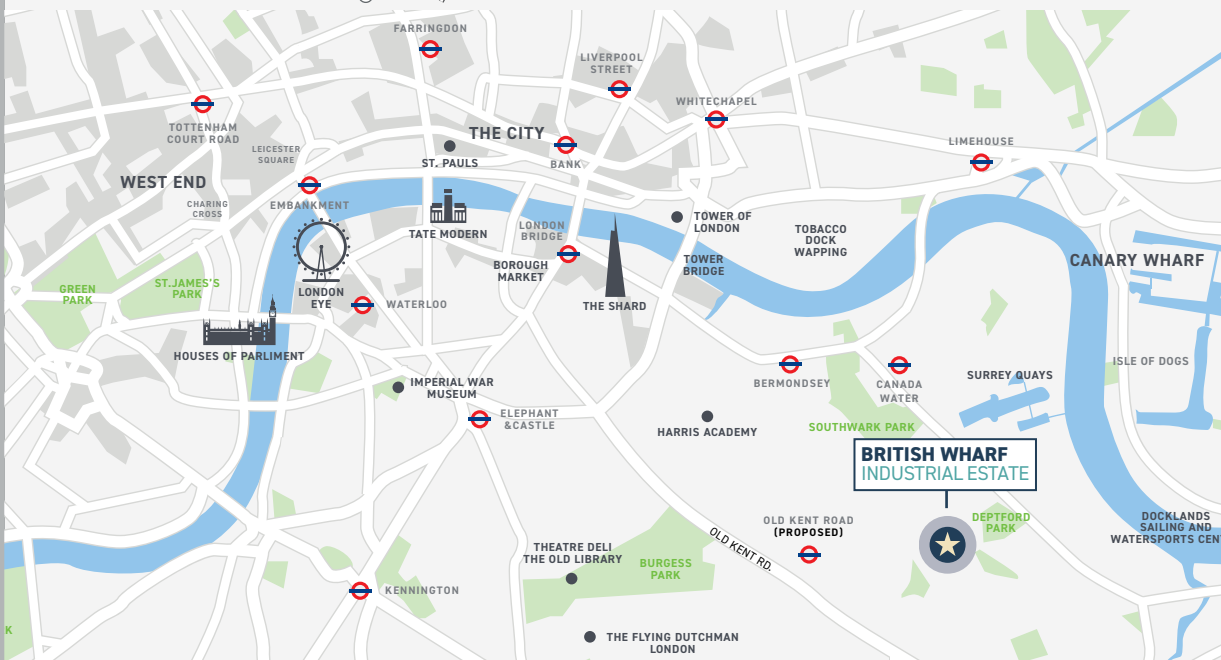 FARRINGDON
LIVERPOOL
STREET
WHITECHAPEL
TOTTENHAM
COURT ROAD
LEICESTER
SQUARE
THE CITY
ST. PAULS
BANK
LIMEHOUSE
WEST END
CHARING
CROSS
EMBANKMENT
TATE MODERN
LONDON
BRIDGE
TOWER OF
LONDON
TOBACCO
DOCK
WAPPING
BOROUGH
MARKET
TOWER
BRIDGE
CANARY WHARF
GREEN
PARK
ST.JAMES'S
PARK
LONDON
EYE
WATERLOO
THE SHARD
HOUSES OF PARLIMENT
IMPERIAL WAR
MUSEUM
BERMONDSEY
CANADA
WATER
SURREY QUAYS
ISLE OF DOGS
ELEPHANT
&CASTLE
HARRIS ACADEMY
SOUTHWARK PARK
BRITISH WHARF
INDUSTRIAL ESTATE
OLD KENT ROAD
(PROPOSED)
DEPTFORD
PARK
DOCKLANDS
SAILING AND
WATERSPORTS CEN
OLD KENT RD.
THEATRE DELI
THE OLD LIBRARY
BURGESS
PARK
KENNINGTON
K
THE FLYING DUTCHMAN
LONDON